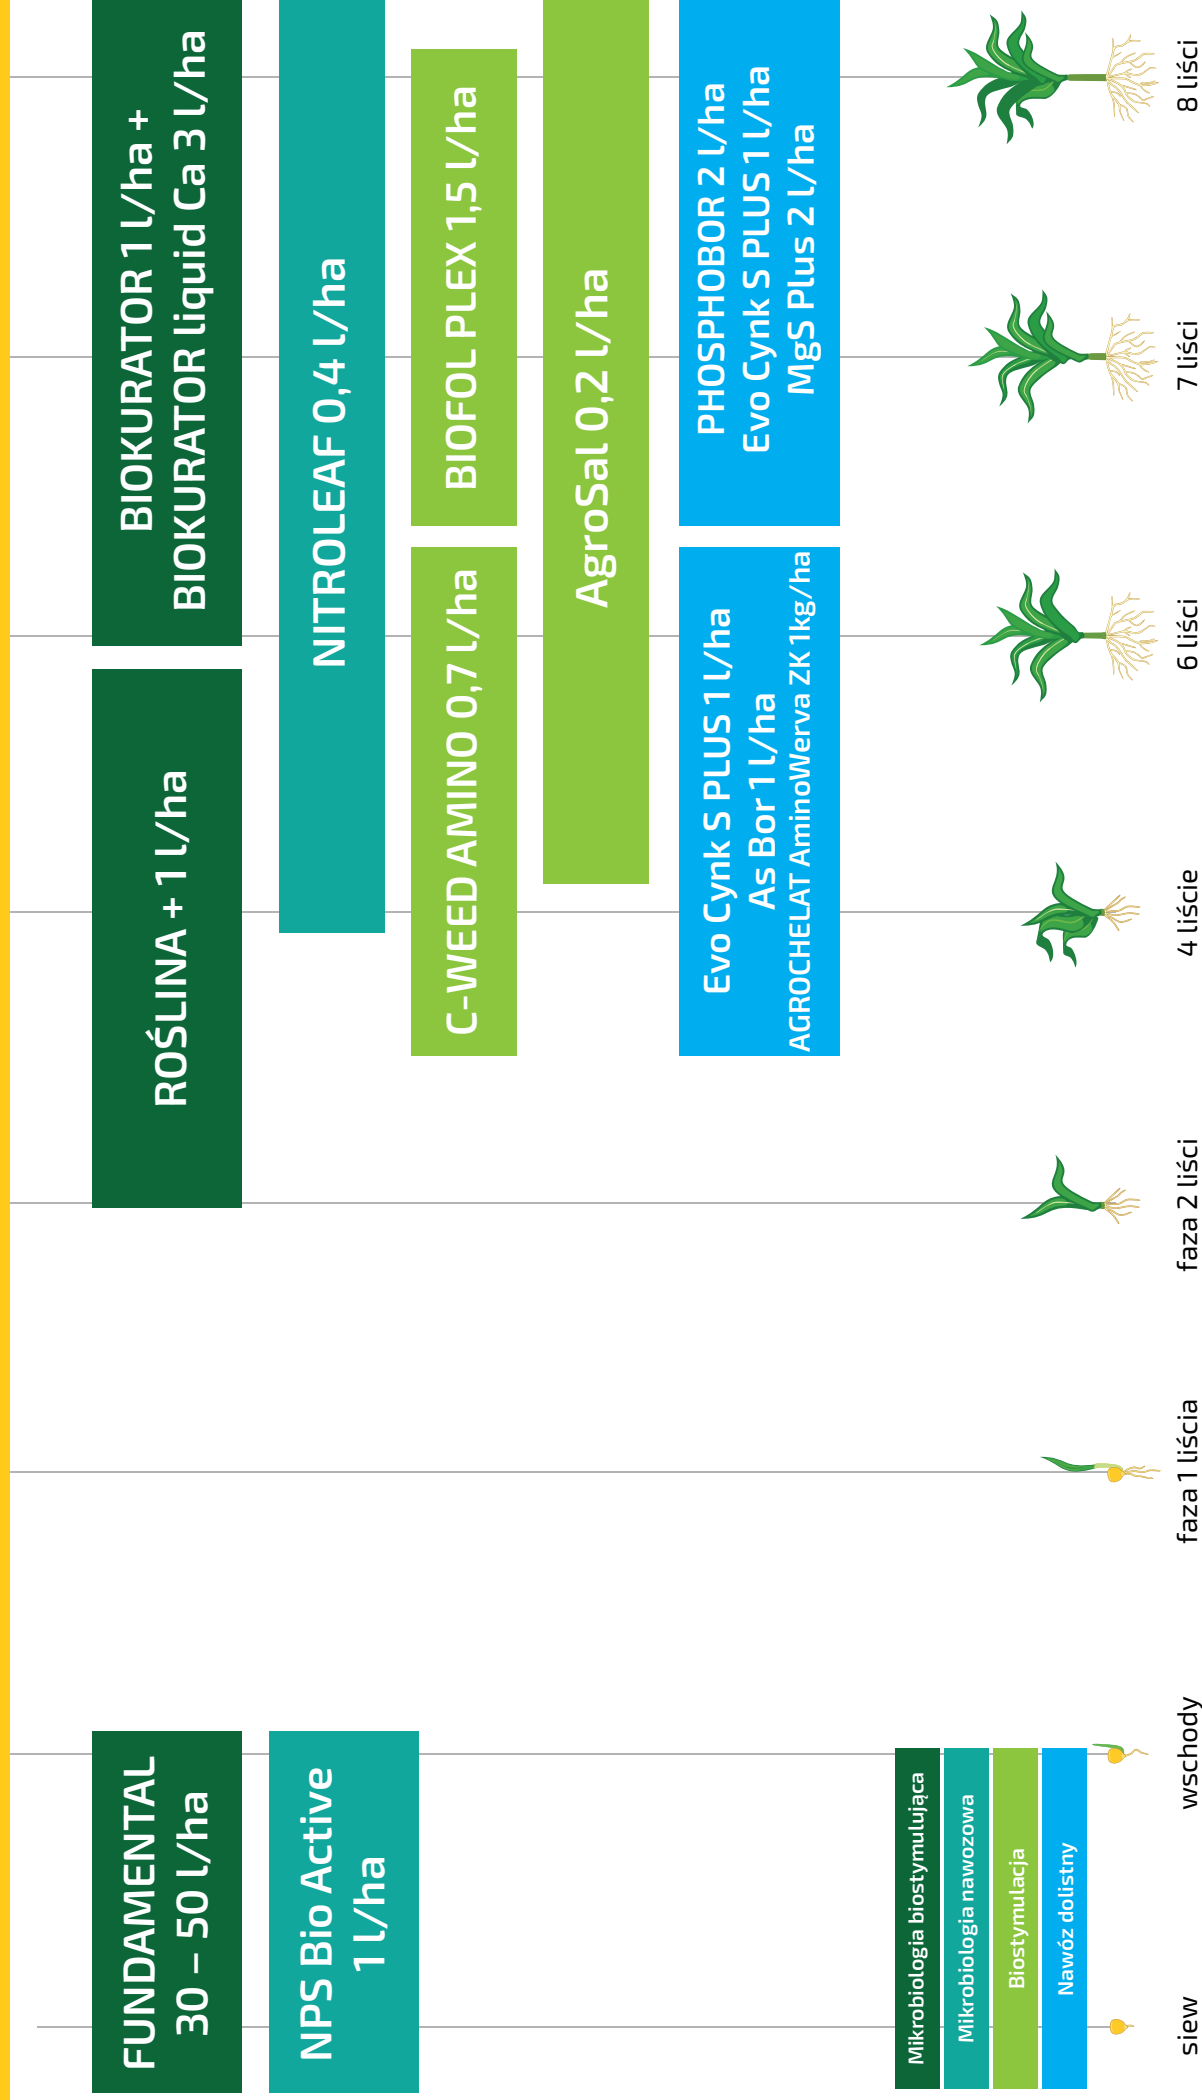 FUNDAMENTAL
30 – 50 l/ha
ROŚLINA + 1 l/ha
BIOKURATOR 1 l/ha +
BIOKURATOR liquid Ca 3 l/ha
NPS Bio Active
1 l/ha
NITROLEAF 0,4 l/ha
C-WEED AMINO 0,7 l/ha
BIOFOL PLEX 1,5 l/ha
AgroSal 0,2 l/ha
Evo Cynk S PLUS 1 l/ha
As Bor 1 l/ha
AGROCHELAT AminoWerva ZK 1kg/ha
PHOSPHOBOR 2 l/ha
Evo Cynk S PLUS 1 l/ha
MgS Plus 2 l/ha
Mikrobiologia biostymulująca
Mikrobiologia nawozowa
Biostymulacja
Nawóz dolistny
siew
wschody
faza 1 liścia
faza 2 liści
4 liście
6 liści
7 liści
8 liści